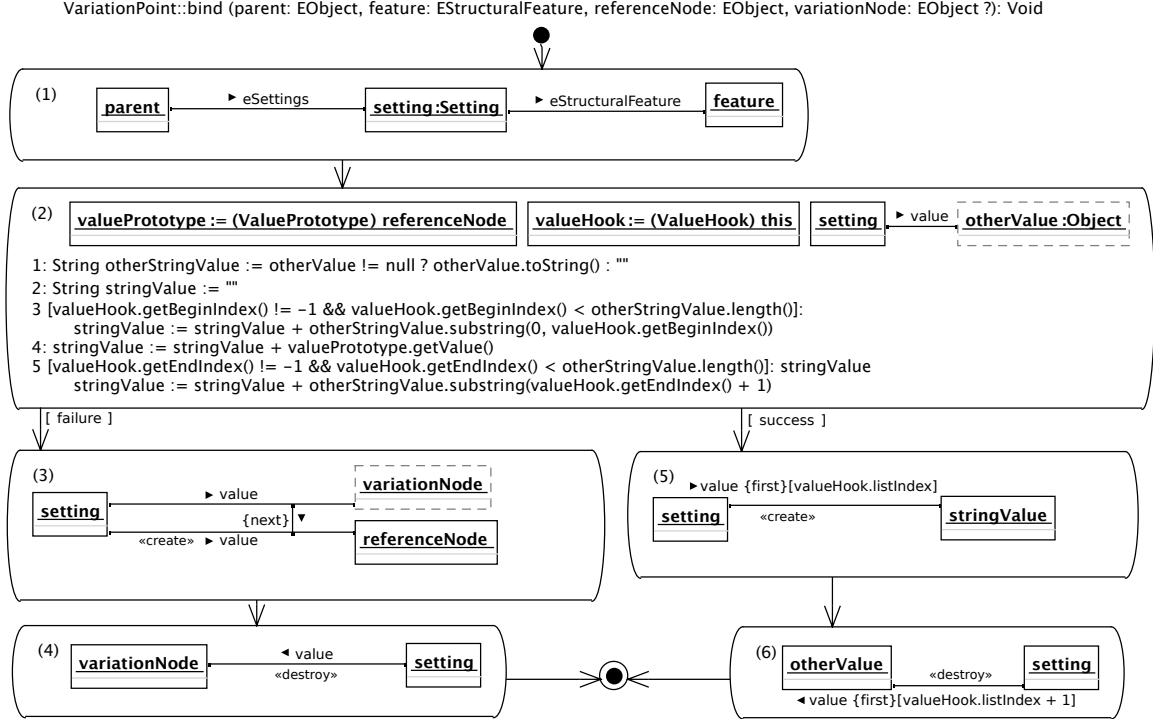 VariationPoint::bind (parent: EObject, feature: EStructuralFeature, referenceNode: EObject, variationNode: EObject ?): Void
(1)
parent
► eSettings
setting:Setting
► eStructuralFeature
feature
(2)
valuePrototype := (ValuePrototype) referenceNode
valueHook := (ValueHook) this
setting
► value
otherValue :Object
1: String otherStringValue := otherValue != null ? otherValue.toString() : ""
2: String stringValue := ""
3 [valueHook.getBeginIndex() != -1 && valueHook.getBeginIndex() < otherStringValue.length()]:
stringValue := stringValue + otherStringValue.substring(0, valueHook.getBeginIndex())
4: stringValue := stringValue + valuePrototype.getValue()
5 [valueHook.getEndIndex() != -1 && valueHook.getEndIndex() < otherStringValue.length()]: stringValue
stringValue := stringValue + otherStringValue.substring(valueHook.getEndIndex() + 1)
[ failure ]
[ success ]
(3)
setting
► value
variationNode
{next} ▼
«create» ► value
referenceNode
(5)
►value {first}[valueHook.listIndex]
setting
«create»
stringValue
(4)
variationNode
◄ value
«destroy»
setting
(6)
otherValue
«destroy»
setting
◄ value {first}[valueHook.listIndex + 1]